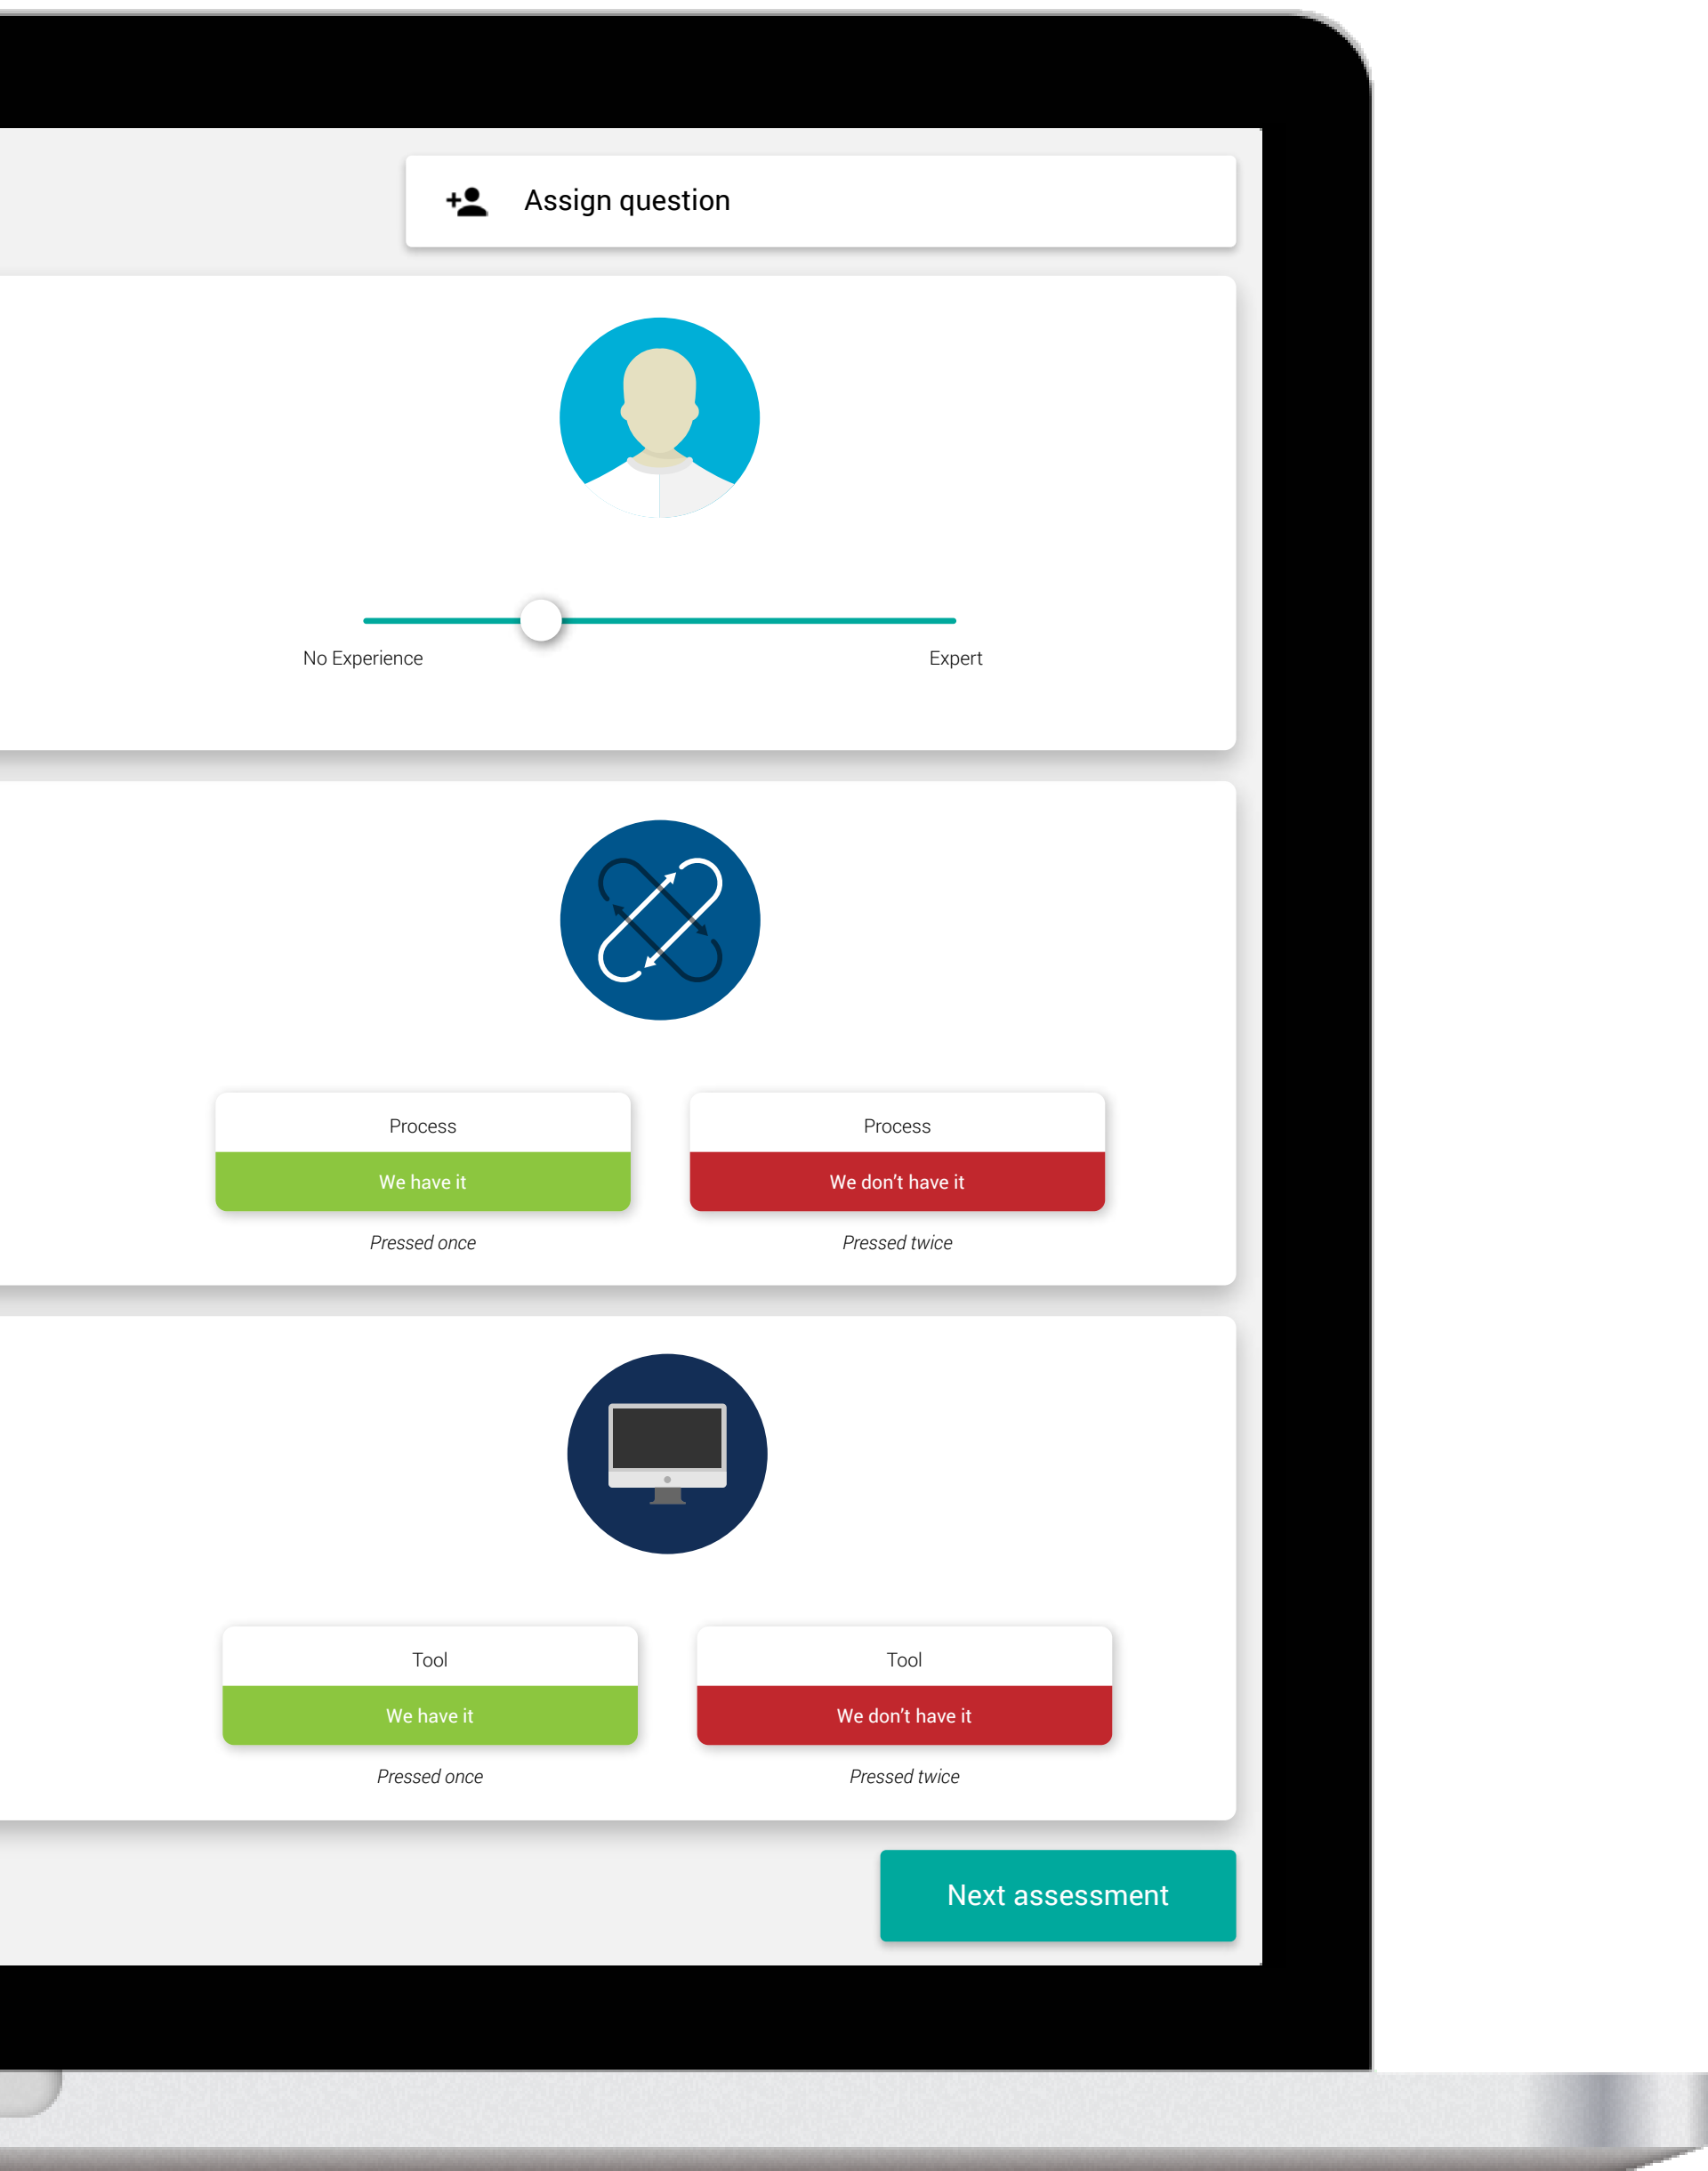 Assign question
No Experience
Expert
Process
Process
We have it
We don't have it
Pressed once
Pressed twice
Tool
Tool
We have it
We don't have it
Pressed once
Pressed twice
Next assessment